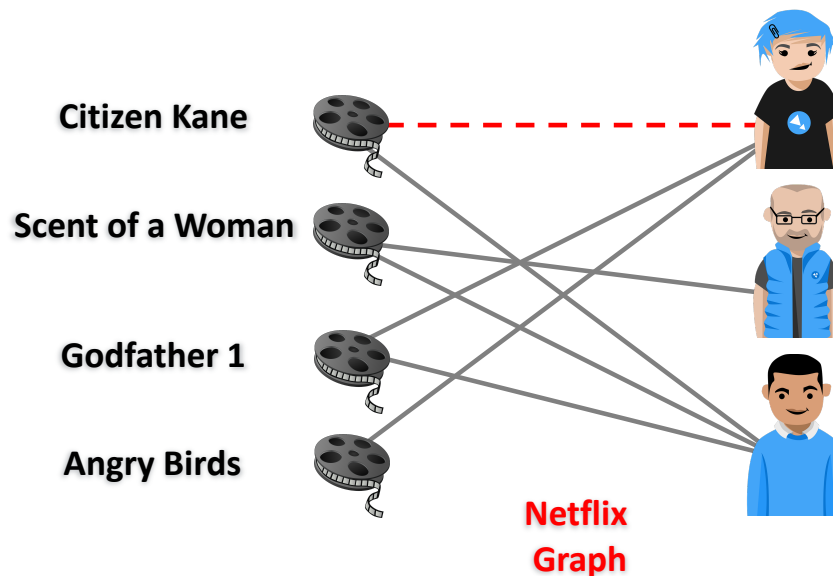 Citizen Kane
Scent of a Woman
Godfather 1
Angry Birds
Netflix
Graph